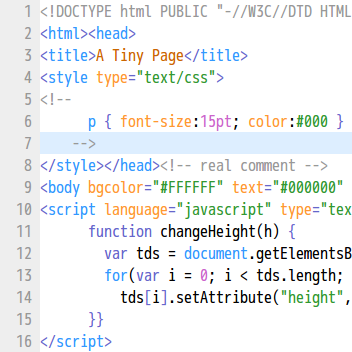 1 <!DOCTYPE html PUBLIC "-//W3C//DTD HTML
2 <html><head>
3 <title>A Tiny Page</title>
4 <style type="text/css">
5 <!--
6 p { font-size:15pt; color:#000 }
7 -->
8 </style></head><!-- real comment -->
9 <body bgcolor="#FFFFFF" text="#000000"
10 <script language="javascript" type="tex
11 function changeHeight(h) {
12 var tds = document.getElementsB
13 for(var i = 0; i < tds.length;
14 tds[i].setAttribute("height",
15 }}
16 </script>